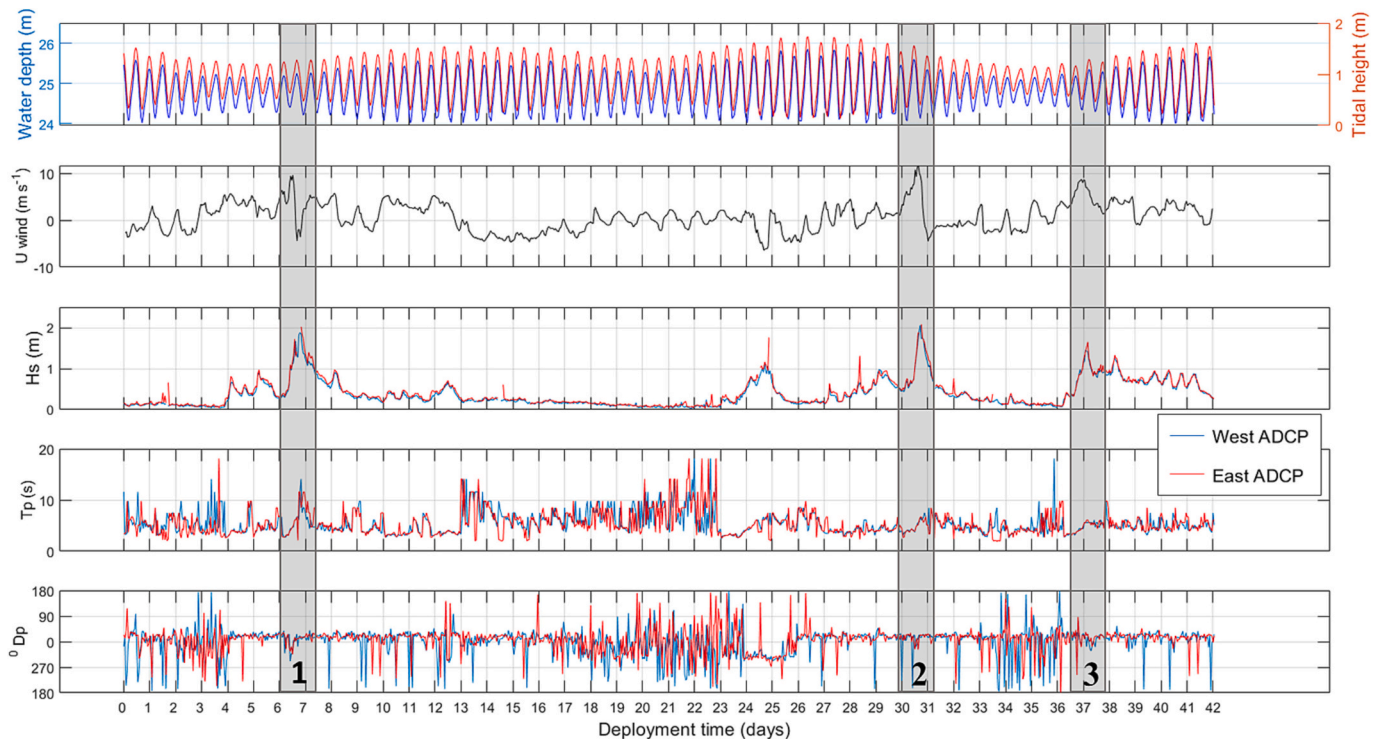 Water depth (m)
26
25
24
2
1
0
Tidal height (m)
U wind (m s⁻¹)
10
0
-10
Hs (m)
2
1
0
Tp (s)
20
10
0
West ADCP
East ADCP
⁰ Dp
180
90
0
270
180
1
2
3
0 1 2 3 4 5 6 7 8 9 10 11 12 13 14 15 16 17 18 19 20 21 22 23 24 25 26 27 28 29 30 31 32 33 34 35 36 37 38 39 40 41 42
Deployment time (days)